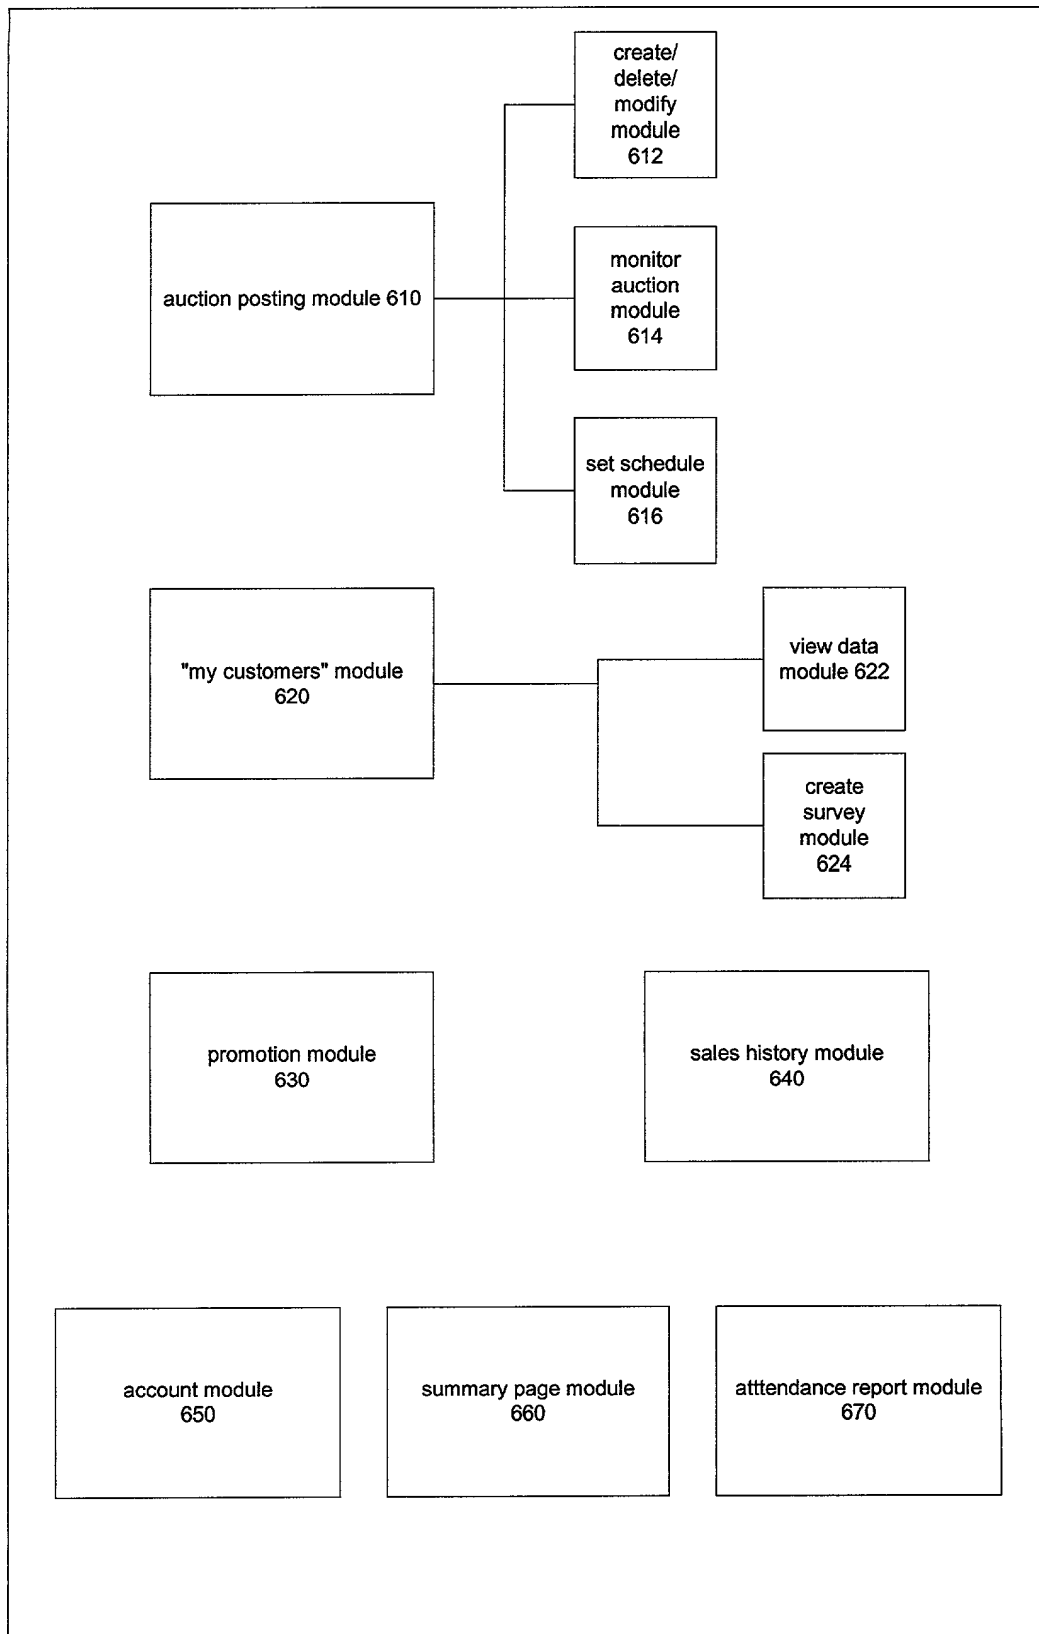 create/
delete/
modify
module
612
auction posting module 610
monitor
auction
module
614
set schedule
module
616
"my customers" module
620
view data
module 622
create
survey
module
624
promotion module
630
sales history module
640
account module
650
summary page module
660
atttendance report module
670